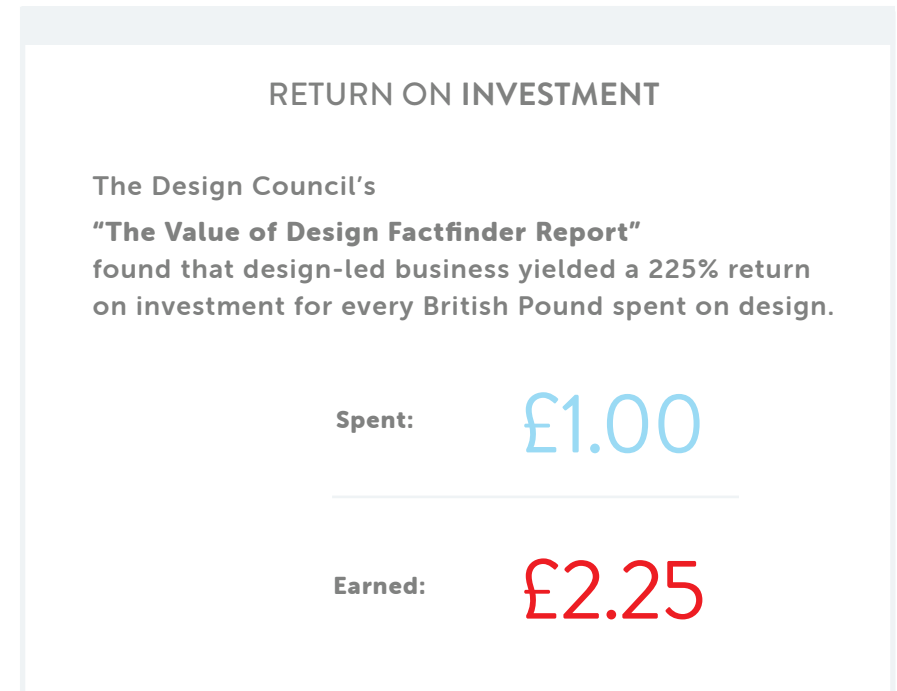 RETURN ON INVESTMENT
The Design Council’s
“The Value of Design Factfinder Report”
found that design-led business yielded a 225% return
on investment for every British Pound spent on design.
Spent: £1.00
Earned: £2.25